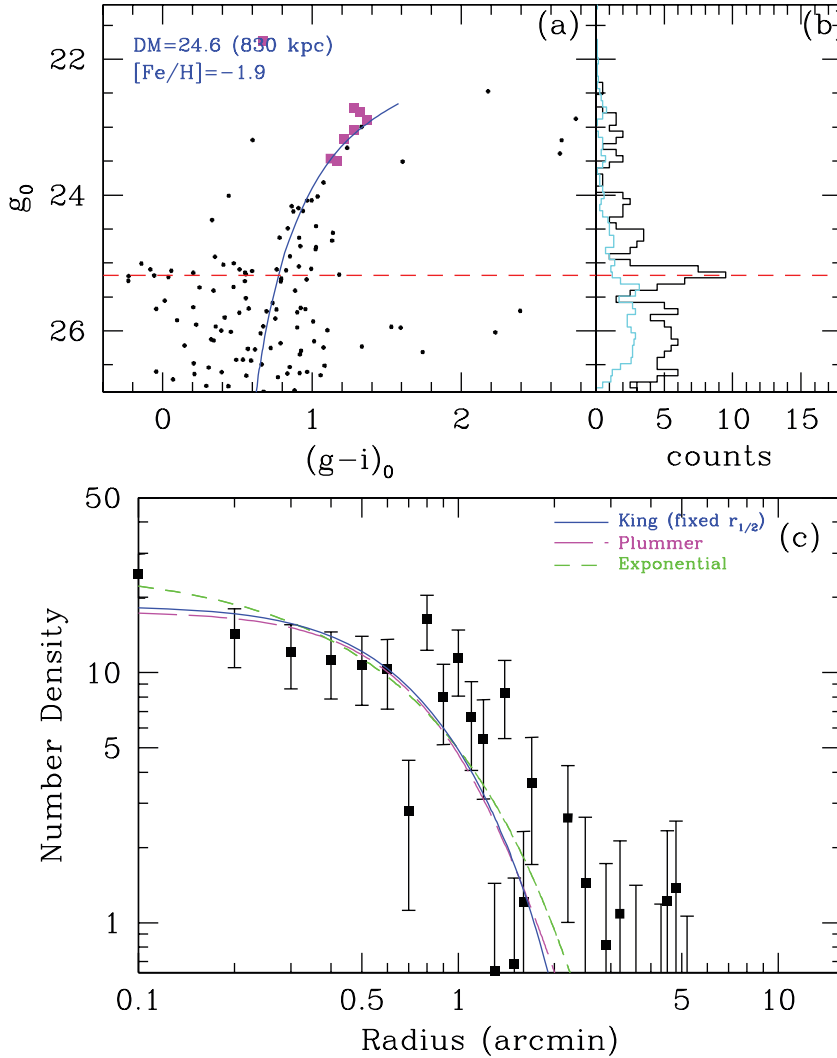 (a)
(b
DM=24.6 (830 kpc)
[Fe/H]=−1.9
22
24
26
g₀
0 1 2
(g−i)₀
0 5 10 15
counts
50
10
5
1
Number Density
King (fixed r₁/₂)
Plummer
Exponential
(c)
0.1 0.5 1 5 10
Radius (arcmin)